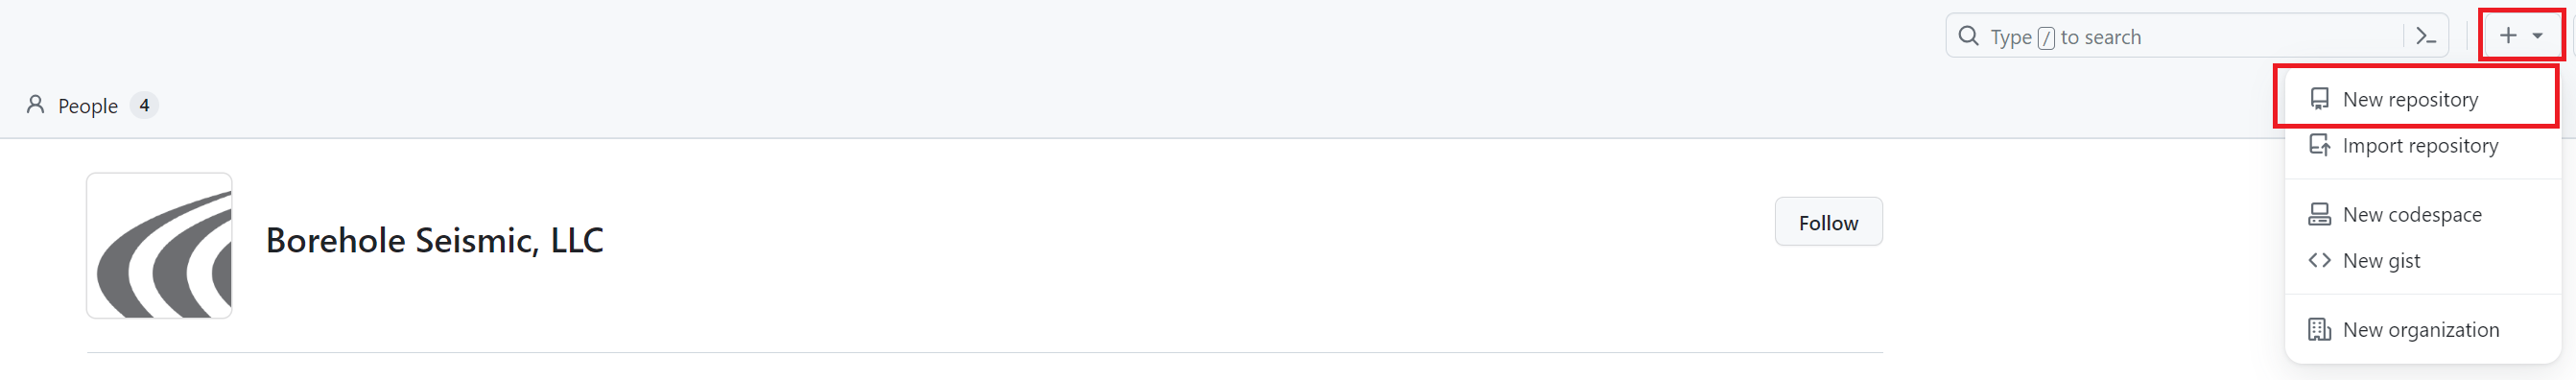 Type / to search
People 4
New repository
Import repository
Borehole Seismic, LLC
Follow
New codespace
New gist
New organization